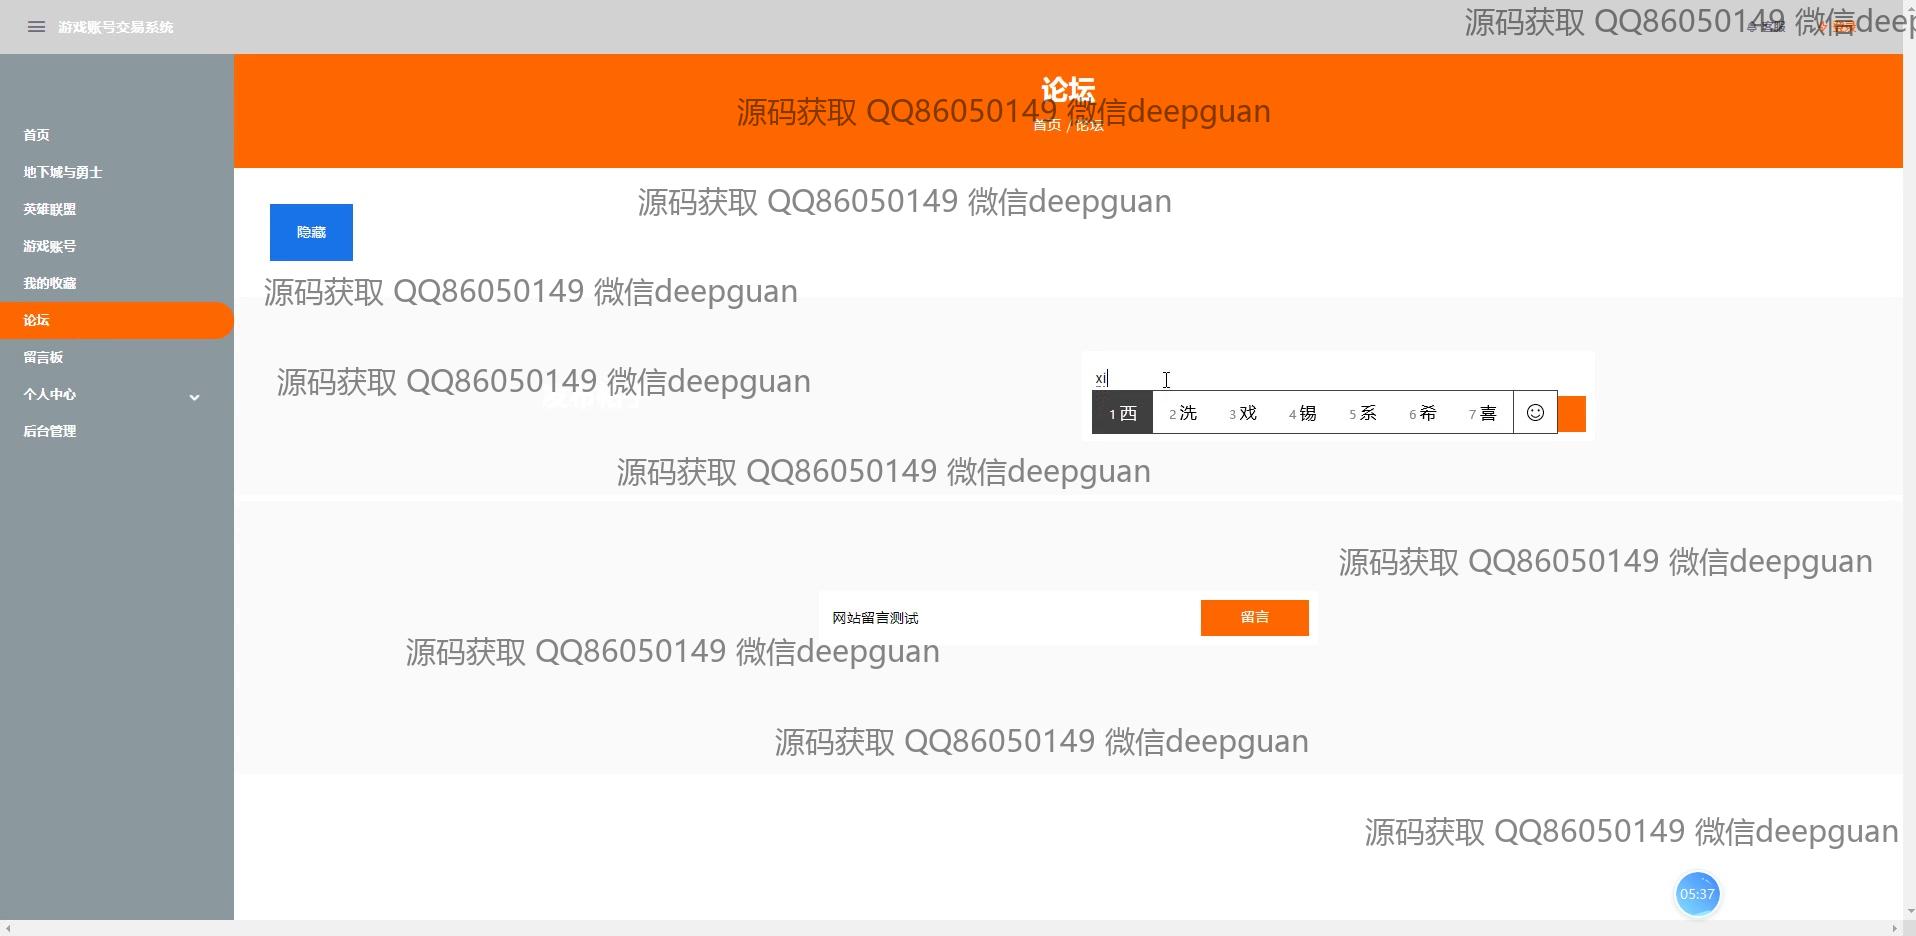 游戏账号交易系统
源码获取 QQ86050149 微信deep
客服
登录
论坛
源码获取 QQ86050149 微信deepguan
首页 / 论坛
首页
地下城与勇士
英雄联盟
游戏账号
我的收藏
论坛
留言板
个人中心
后台管理
源码获取 QQ86050149 微信deepguan
隐藏
源码获取 QQ86050149 微信deepguan
源码获取 QQ86050149 微信deepguan
xi
1 西 2 洗 3 戏 4 锡 5 系 6 希 7 喜
源码获取 QQ86050149 微信deepguan
源码获取 QQ86050149 微信deepguan
网站留言测试
留言
源码获取 QQ86050149 微信deepguan
源码获取 QQ86050149 微信deepguan
源码获取 QQ86050149 微信deepguan
05:37